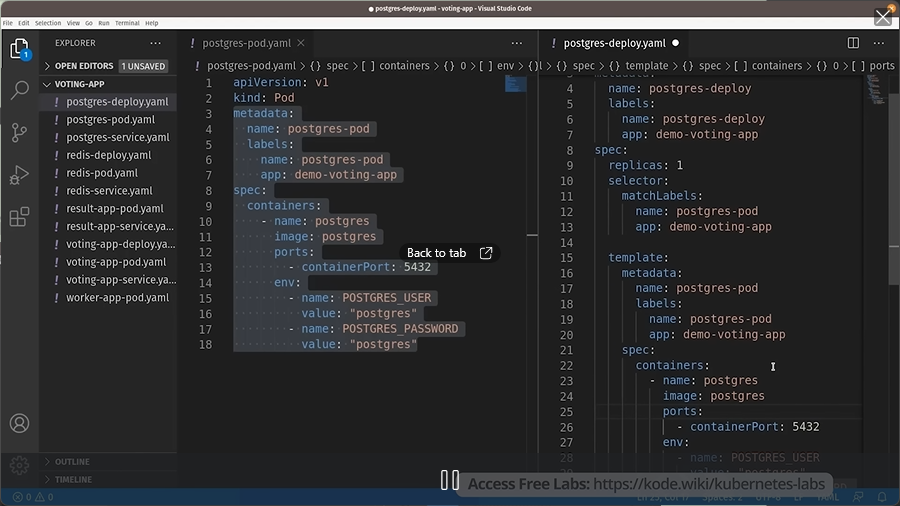 ● postgres-deploy.yaml - voting-app - Visual Studio Code
File Edit Selection View Go Run Terminal Help
EXPLORER
OPEN EDITORS 1 UNSAVED
VOTING-APP
! postgres-deploy.yaml
! postgres-pod.yaml
! postgres-service.yaml
! redis-deploy.yaml
! redis-pod.yaml
! redis-service.yaml
! result-app-pod.yaml
! result-app-service.ya...
! voting-app-deploy.ya...
! voting-app-pod.yaml
! voting-app-service.ya...
! worker-app-pod.yaml
OUTLINE
TIMELINE
1
! postgres-pod.yaml
! postgres-pod.yaml > {} spec > [ ] containers > {} 0 > [ ] env > {}
1 apiVersion: v1
2 kind: Pod
3 metadata:
4 name: postgres-pod
5 labels:
6 name: postgres-pod
7 app: demo-voting-app
8 spec:
9 containers:
10 - name: postgres
11 image: postgres
12 ports:
13 - containerPort: 5432
14 env:
15 - name: POSTGRES_USER
16 value: "postgres"
17 - name: POSTGRES_PASSWORD
18 value: "postgres"
Back to tab
! postgres-deploy.yaml ●
{} spec > {} template > {} spec > [ ] containers > {} 0 > [ ] ports
metadata:
4 name: postgres-deploy
5 labels:
6 name: postgres-deploy
7 app: demo-voting-app
8 spec:
9 replicas: 1
10 selector:
11 matchLabels:
12 name: postgres-pod
13 app: demo-voting-app
14
15 template:
16 metadata:
17 name: postgres-pod
18 labels:
19 name: postgres-pod
20 app: demo-voting-app
21 spec:
22 containers:
23 - name: postgres
24 image: postgres
25 ports:
26 - containerPort: 5432
27 env:
28 - name: POSTGRES_USER
value: "postgres"
Access Free Labs: https://kode.wiki/kubernetes-labs
0 0